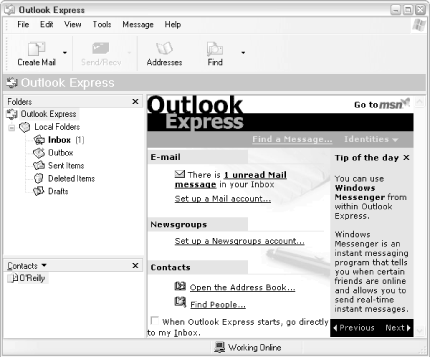 Outlook Express
File Edit View Tools Message Help
Create Mail Send/Recv Addresses Find
Outlook Express
Folders ×
Outlook Express
Local Folders
Inbox (1)
Outbox
Sent Items
Deleted Items
Drafts
Contacts ▼ ×
O'Reilly
Outlook
Express
Go to msn
Find a Message... Identities ▼
E-mail
There is 1 unread Mail
message in your Inbox
Set up a Mail account...
Newsgroups
Set up a Newsgroups account...
Contacts
Open the Address Book...
Find People...
When Outlook Express starts, go directly
to my Inbox.
Tip of the day ×
You can use
Windows
Messenger from
within Outlook
Express.
Windows
Messenger is an
instant messaging
program that tells
you when certain
friends are online
and allows you to
send real-time
instant messages.
Previous Next
Working Online